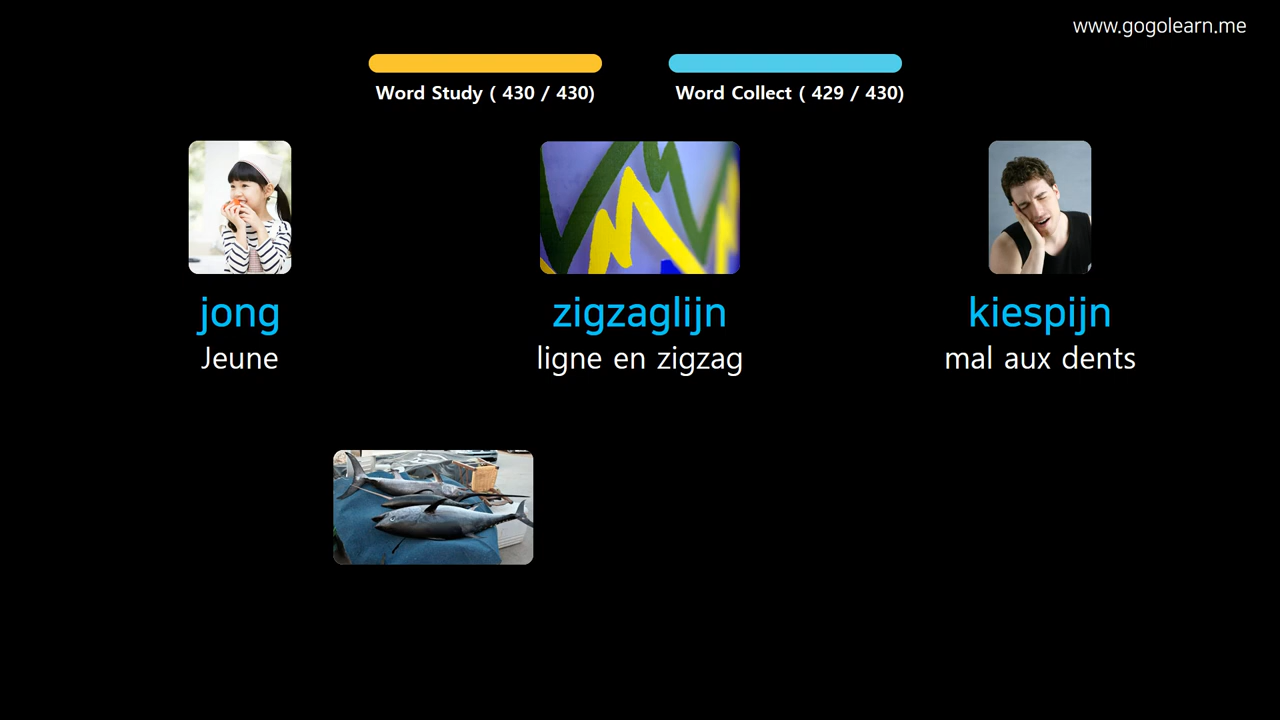 www.gogolearn.me
Word Study ( 430 / 430)
Word Collect ( 429 / 430)
jong
Jeune
zigzaglijn
ligne en zigzag
kiespijn
mal aux dents